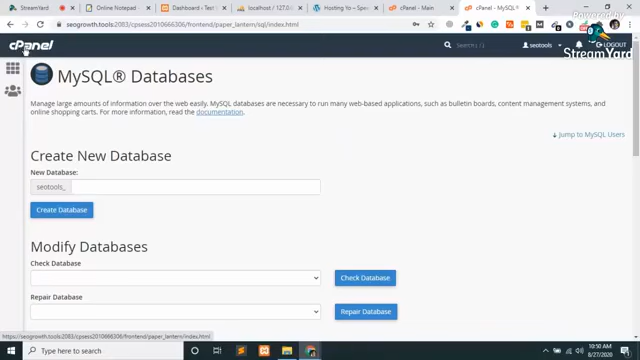 StreamYard
Online Notepad
Dashboard ‹ Test
localhost / 127.0.
Hosting Yo – Spe
cPanel - Main
cPanel - MySQL®
seogrowth.tools:2083/cpsess2010666306/frontend/paper_lantern/sql/index.html
Powered by
StreamYard
cPanel
Search ( / )
seotools
LOGOUT
MySQL® Databases
Manage large amounts of information over the web easily. MySQL databases are necessary to run many web-based applications, such as bulletin boards, content management systems, and
online shopping carts. For more information, read the documentation.
Jump to MySQL Users
Create New Database
New Database:
seotools_
Create Database
Modify Databases
Check Database
Check Database
Repair Database
Repair Database
https://seogrowth.tools:2083/cpsess2010666306/frontend/paper_lantern/index.html
Type here to search
10:50 AM
8/27/2020